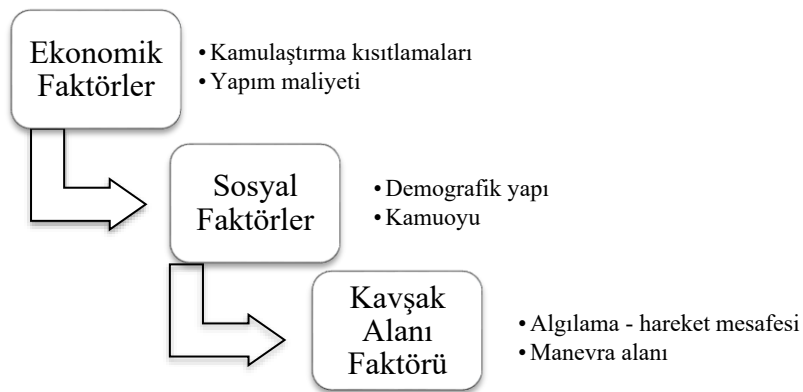 Ekonomik
Faktörler
• Kamulaştırma kısıtlamaları
• Yapım maliyeti
Sosyal
Faktörler
• Demografik yapı
• Kamuoyu
Kavşak
Alanı
Faktörü
• Algılama - hareket mesafesi
• Manevra alanı